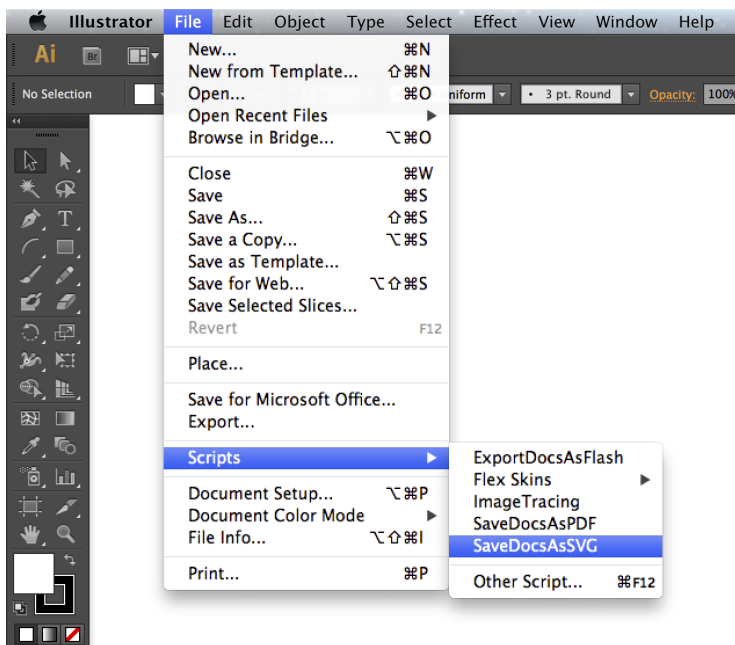 Illustrator File Edit Object Type Select Effect View Window Help
Ai Br
New... ⌘N
New from Template... ⇧⌘N
No Selection
Open... ⌘O
niform 3 pt. Round Opacity: 100%
Open Recent Files
Browse in Bridge... ⌥⌘O
Close ⌘W
Save ⌘S
Save As... ⇧⌘S
Save a Copy... ⌥⌘S
Save as Template...
Save for Web... ⌥⇧⌘S
Save Selected Slices...
Revert F12
Place...
Save for Microsoft Office...
Export...
Scripts
ExportDocsAsFlash
Flex Skins
ImageTracing
SaveDocsAsPDF
SaveDocsAsSVG
Other Script... ⌘F12
Document Setup... ⌥⌘P
Document Color Mode
File Info... ⌥⇧⌘I
Print... ⌘P